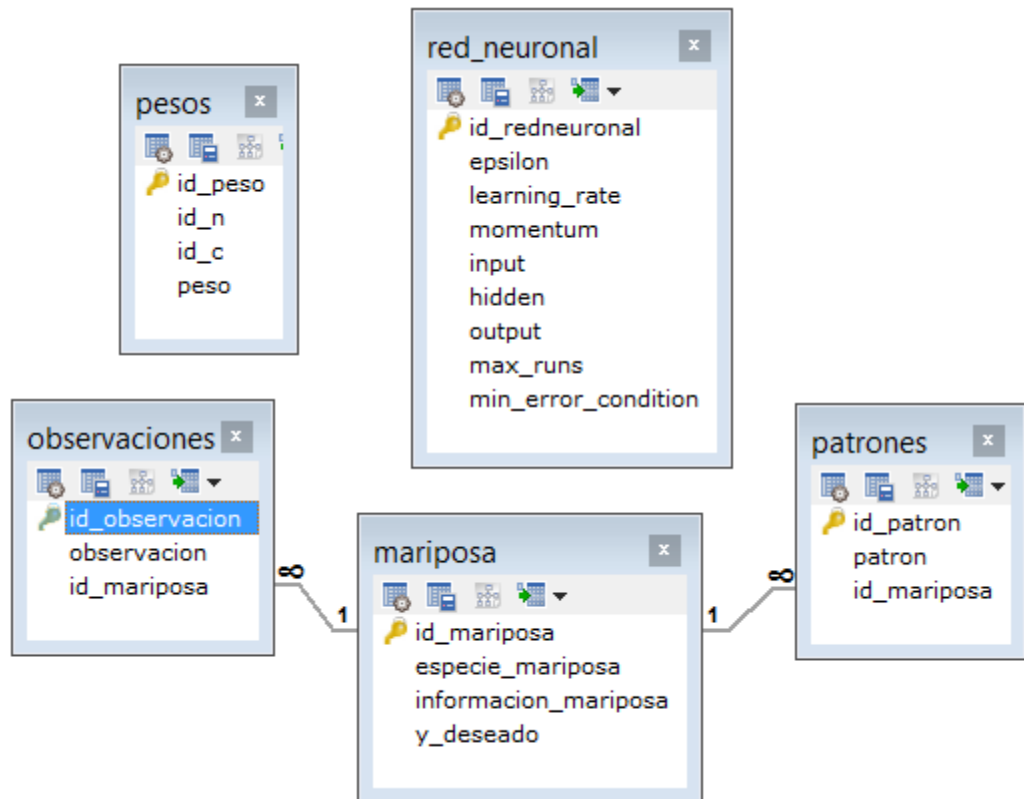 pesos
id_peso
id_n
id_c
peso
red_neuronal
id_redneuronal
epsilon
learning_rate
momentum
input
hidden
output
max_runs
min_error_condition
observaciones
id_observacion
observacion
id_mariposa
∞
1
mariposa
id_mariposa
especie_mariposa
informacion_mariposa
y_deseado
1
∞
patrones
id_patron
patron
id_mariposa